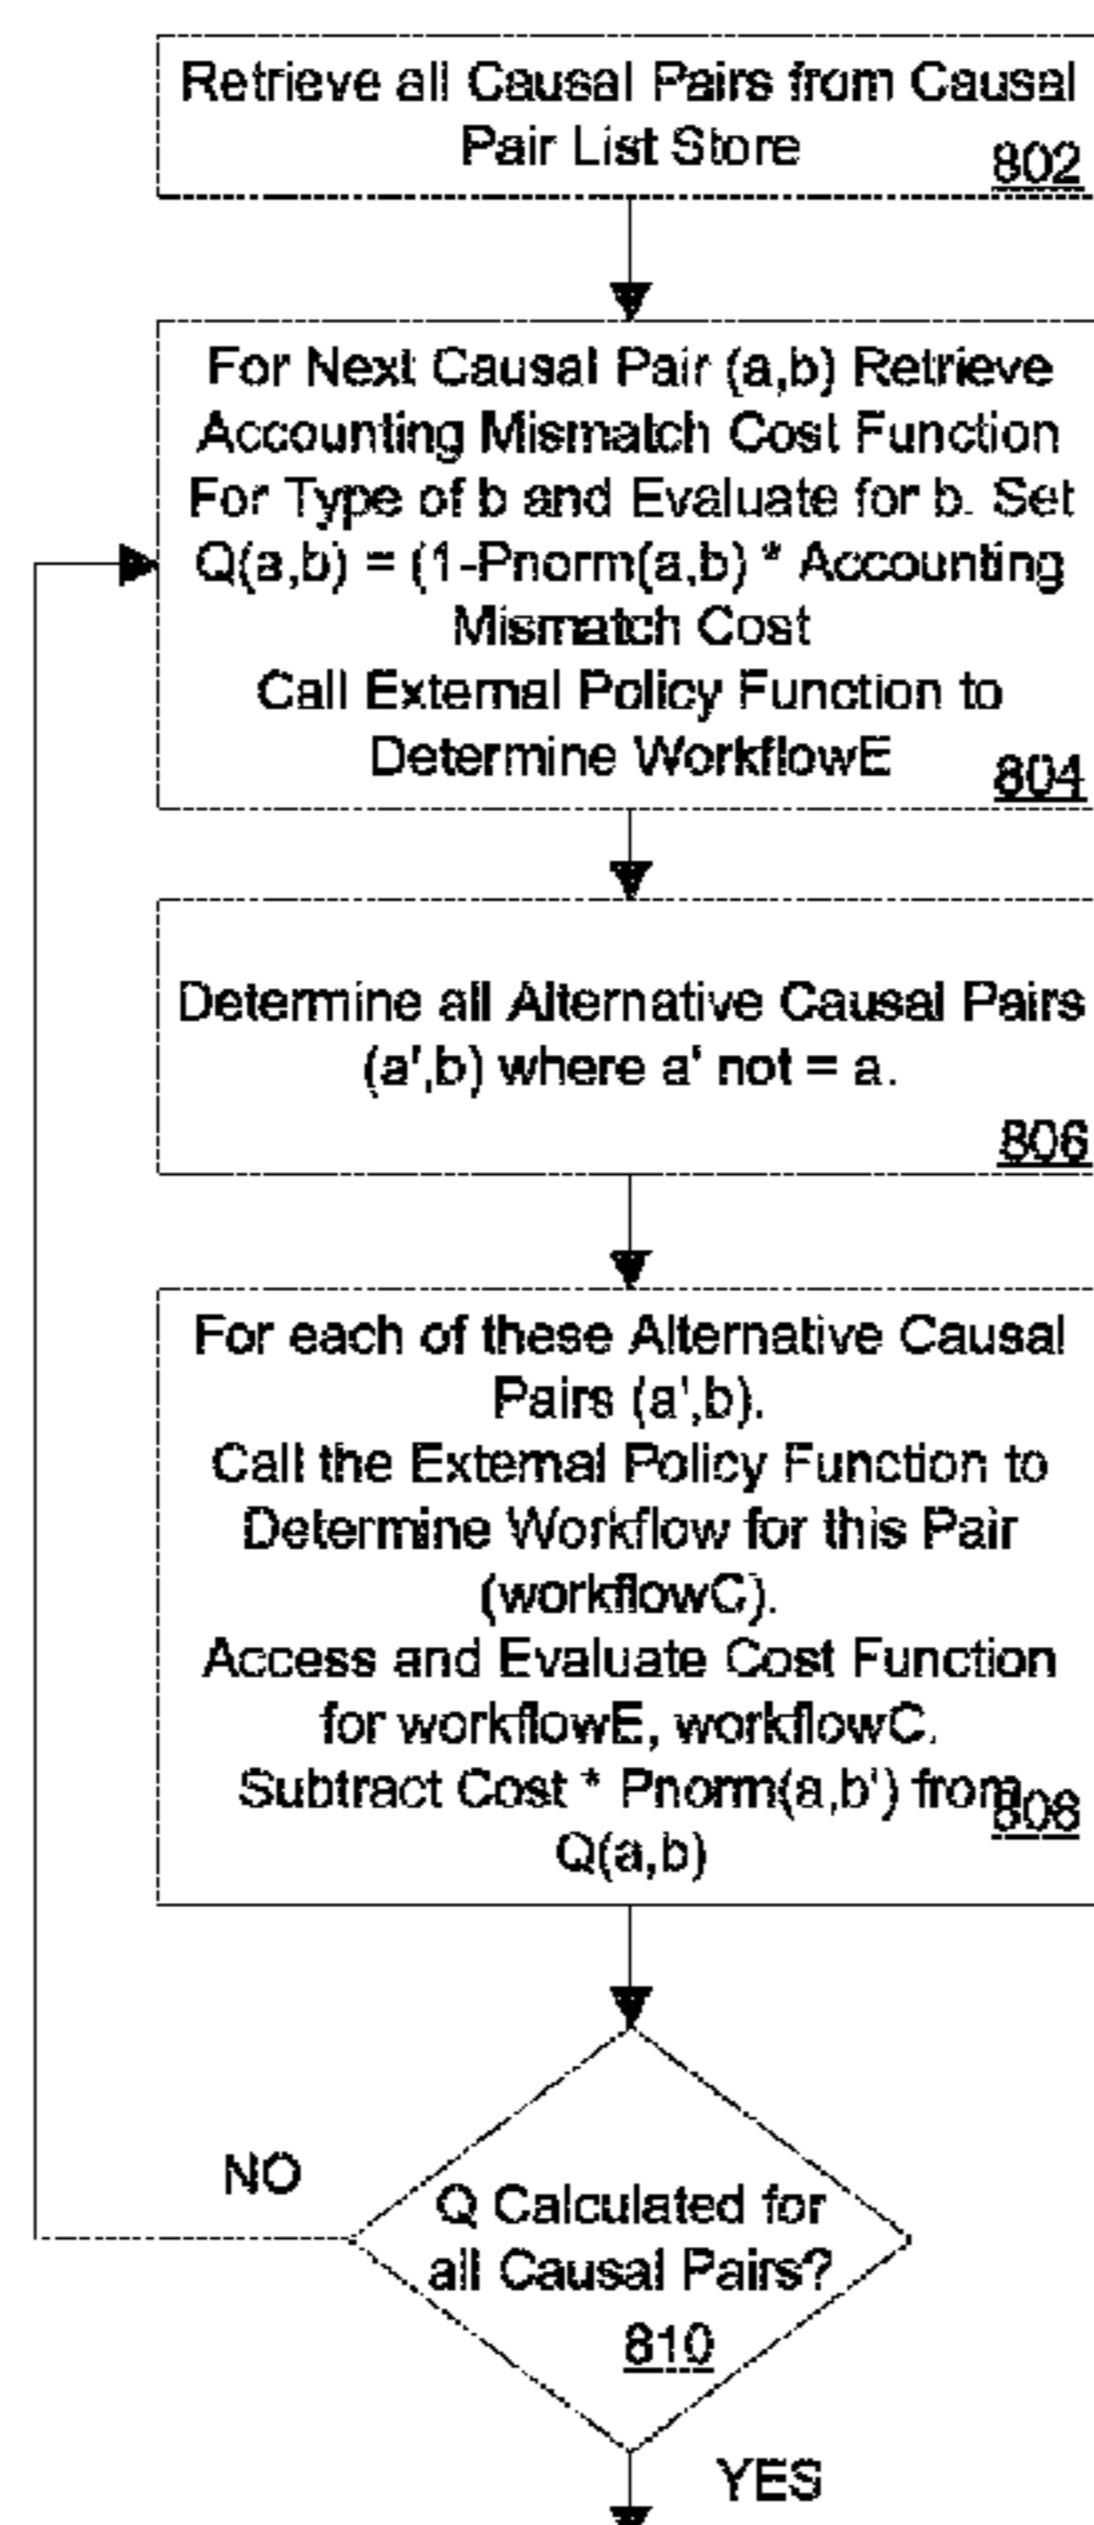 Retrieve all Causal Pairs from Causal
Pair List Store
802
For Next Causal Pair (a,b) Retrieve
Accounting Mismatch Cost Function
For Type of b and Evaluate for b. Set
Q(a,b) = (1-Pnorm(a,b) * Accounting
Mismatch Cost
Call External Policy Function to
Determine WorkflowE
804
Determine all Alternative Causal Pairs
(a',b) where a' not = a.
806
For each of these Alternative Causal
Pairs (a',b).
Call the External Policy Function to
Determine Workflow for this Pair
(workflowC).
Access and Evaluate Cost Function
for workflowE, workflowC.
Subtract Cost * Pnorm(a,b') from
808
Q(a,b)
NO
Q Calculated for
all Causal Pairs?
810
YES